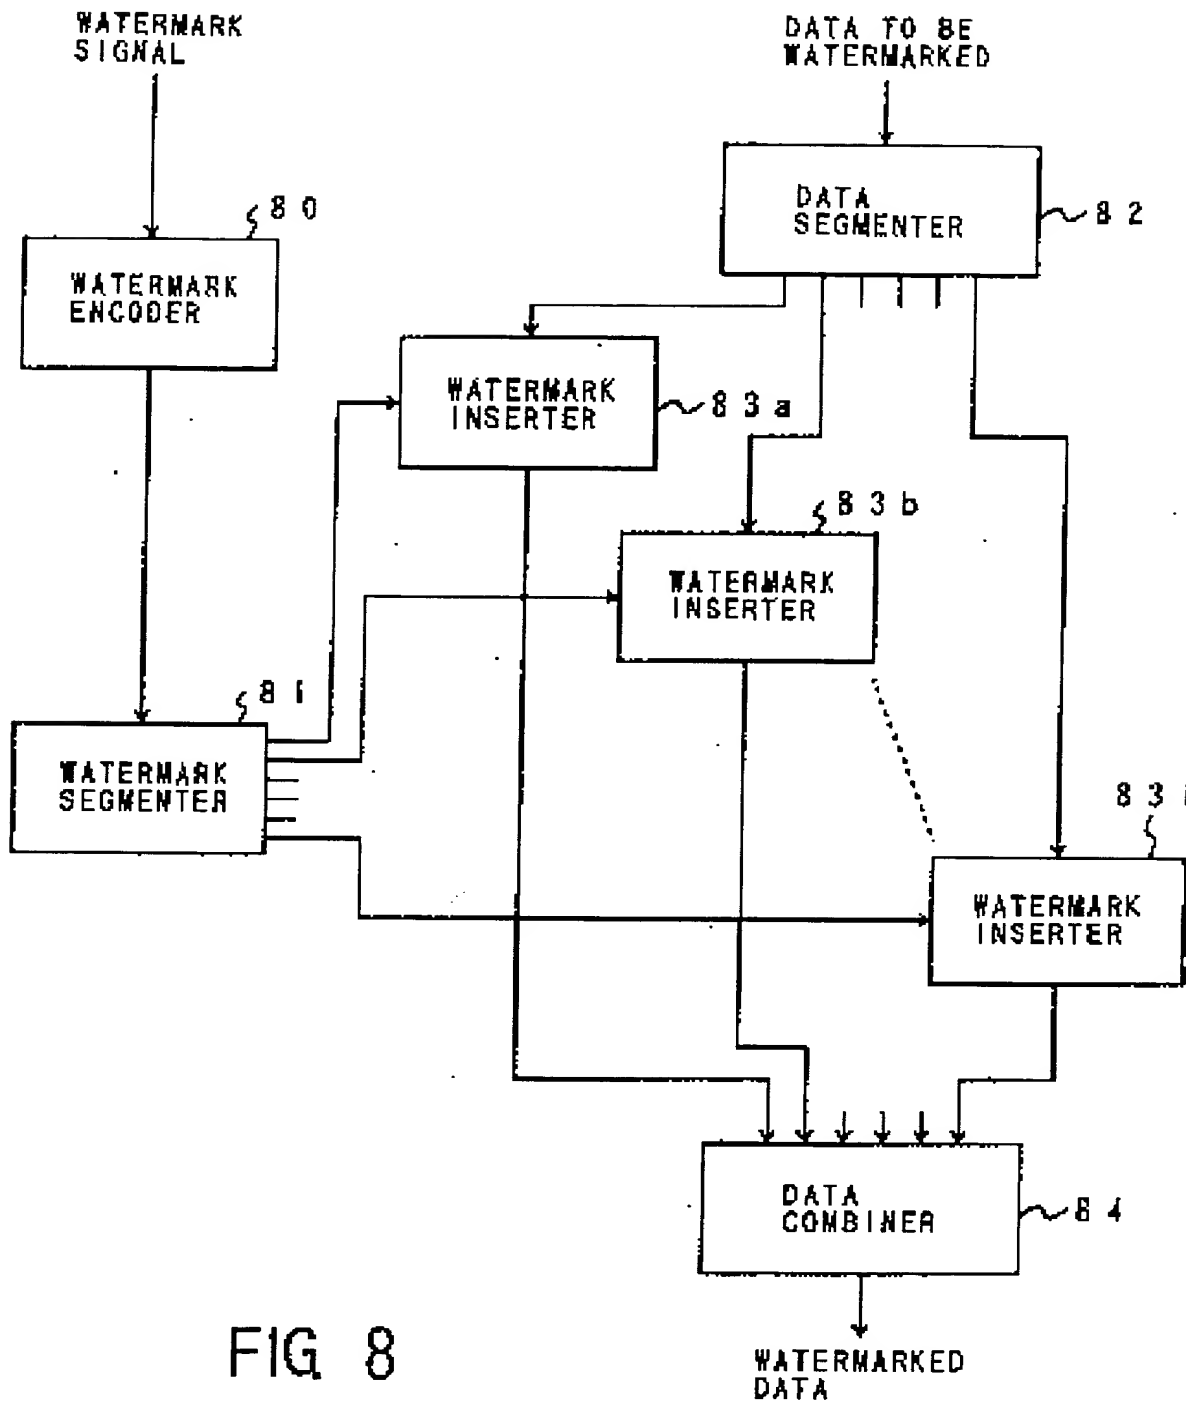 WATERMARK
SIGNAL
DATA TO BE
WATERMARKED
DATA
SEGMENTER
82
80
WATERMARK
ENCODER
WATERMARK
INSERTER
83a
83b
WATERMARK
INSERTER
81
WATERMARK
SEGMENTER
WATERMARK
INSERTER
DATA
COMBINER
84
FIG. 8
WATERMARKED
DATA